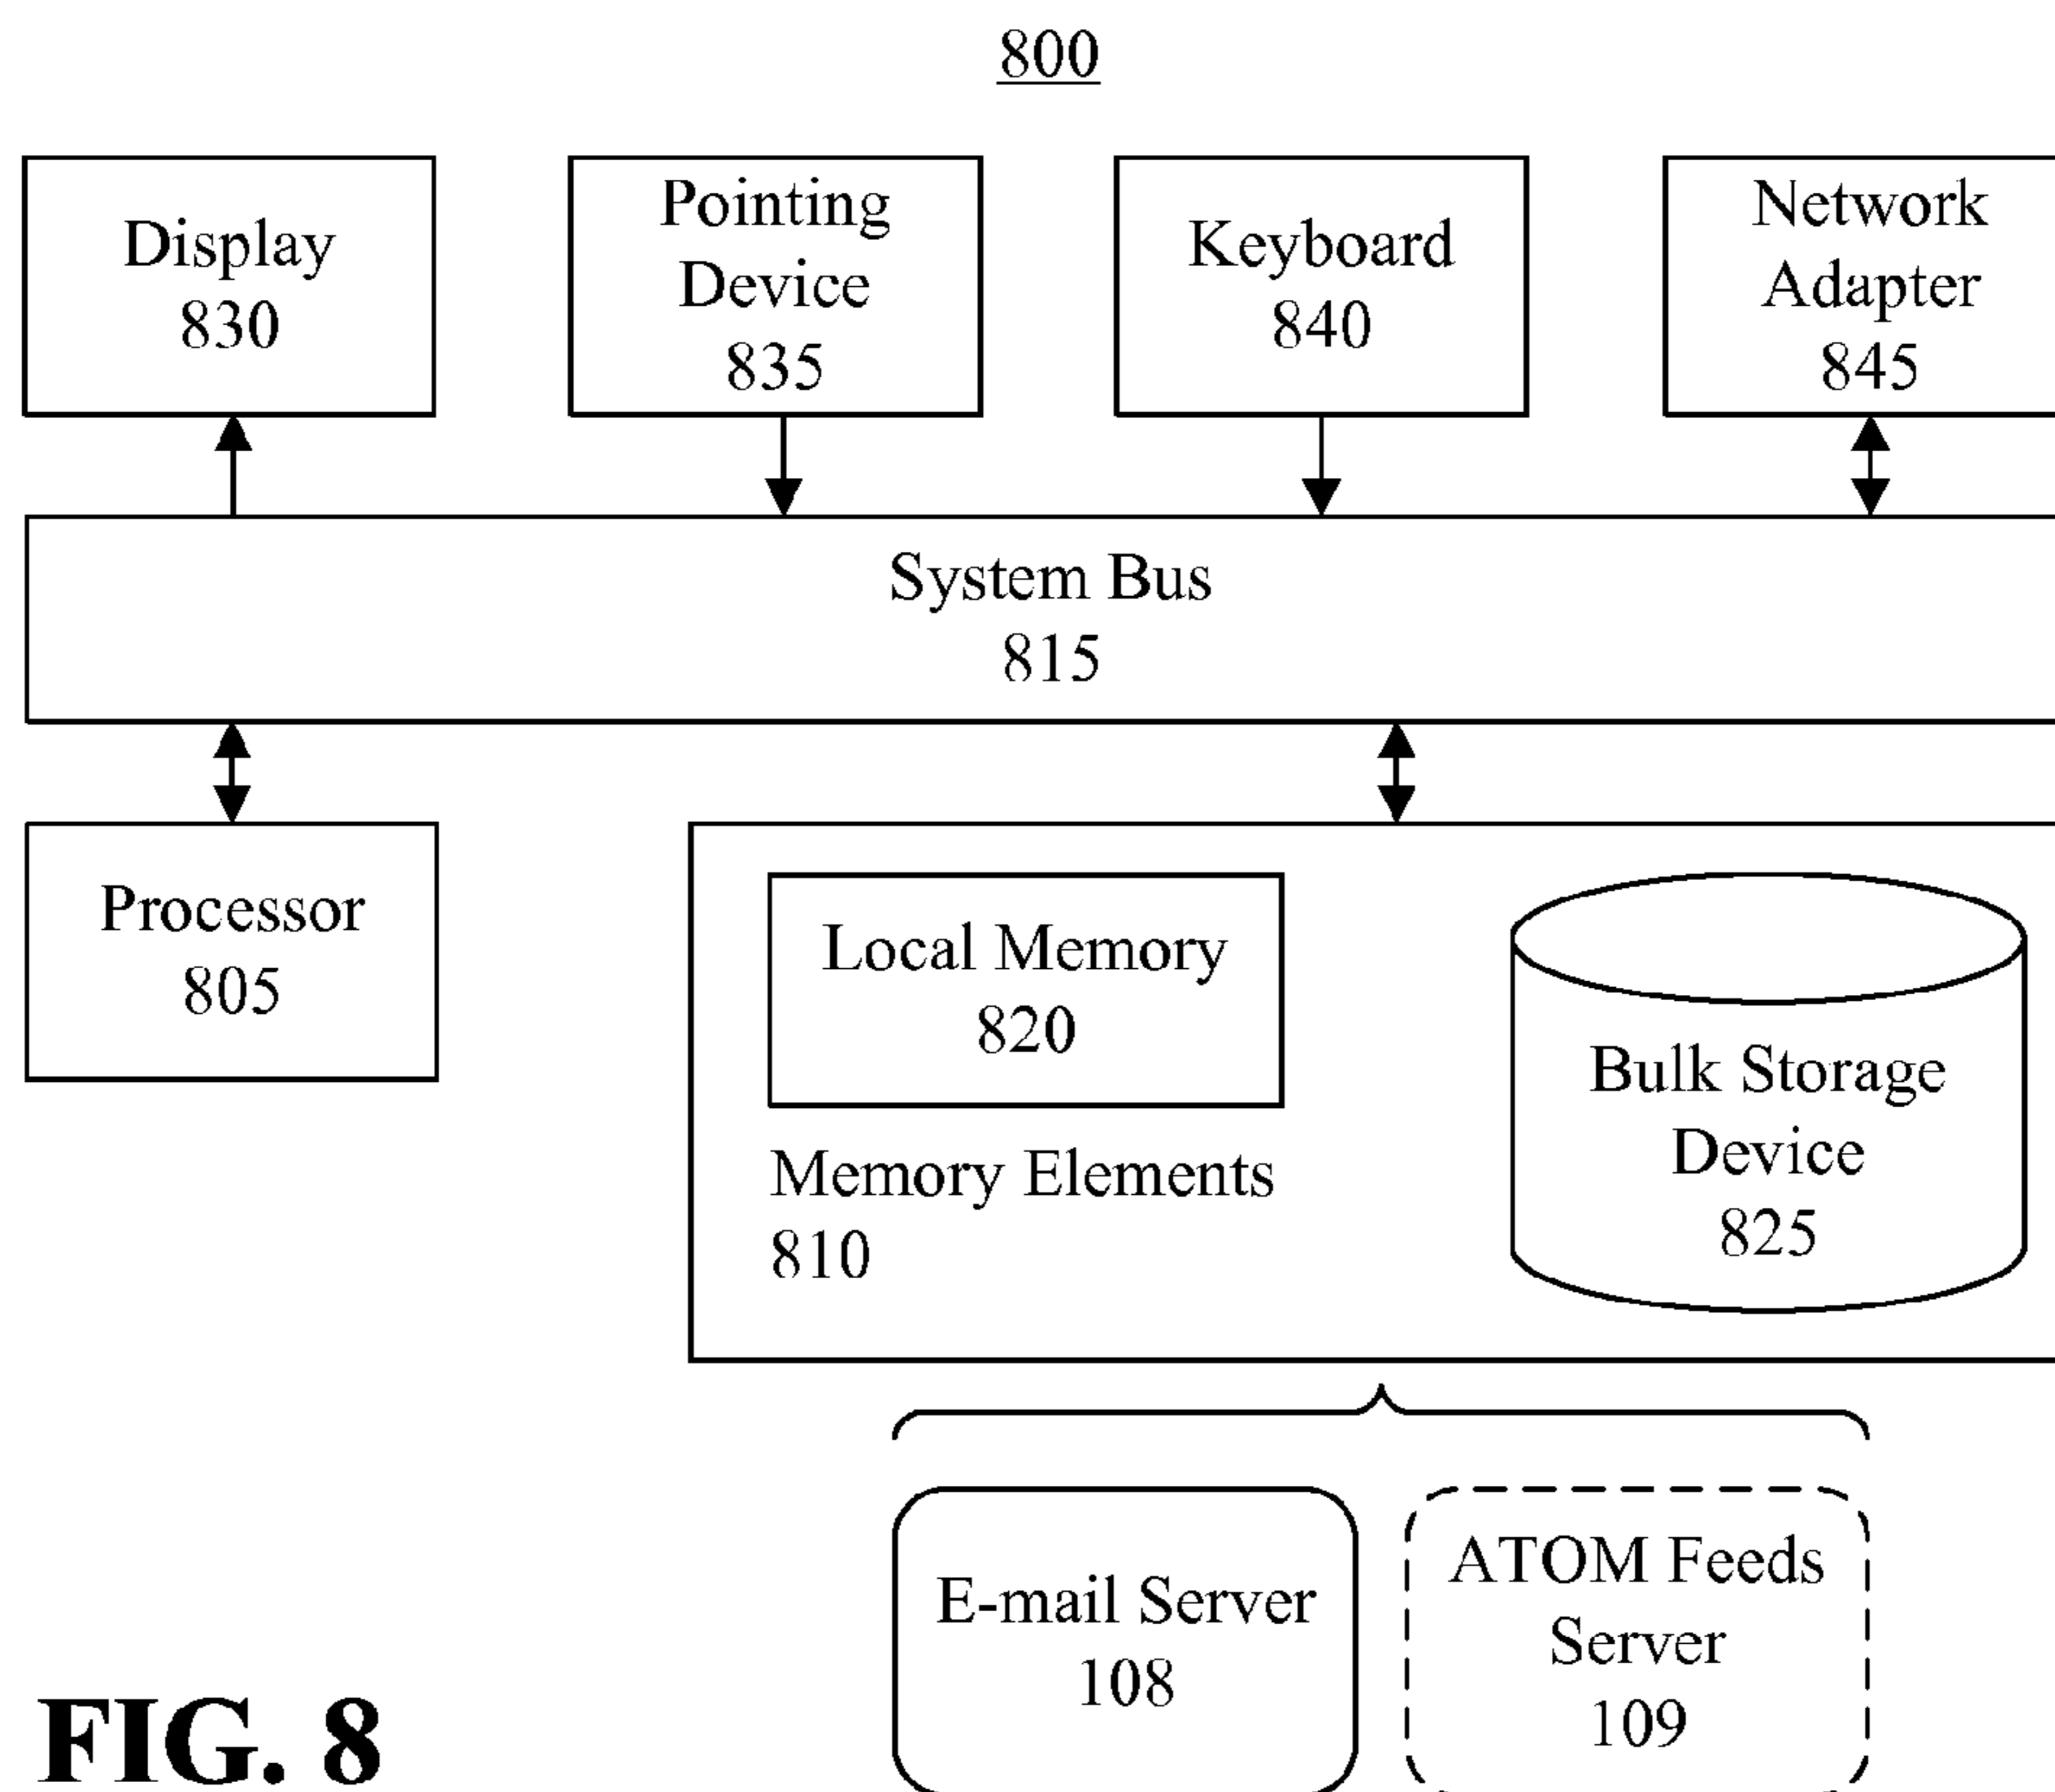 800
Display
830
Pointing
Device
835
Keyboard
840
Network
Adapter
845
System Bus
815
Processor
805
Local Memory
820
Memory Elements
810
Bulk Storage
Device
825
E-mail Server
108
ATOM Feeds
Server
109
FIG. 8